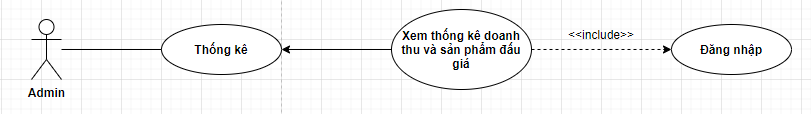 Admin
Thống kê
Xem thống kê doanh
thu và sản phẩm đấu
giá
<<include>>
Đăng nhập